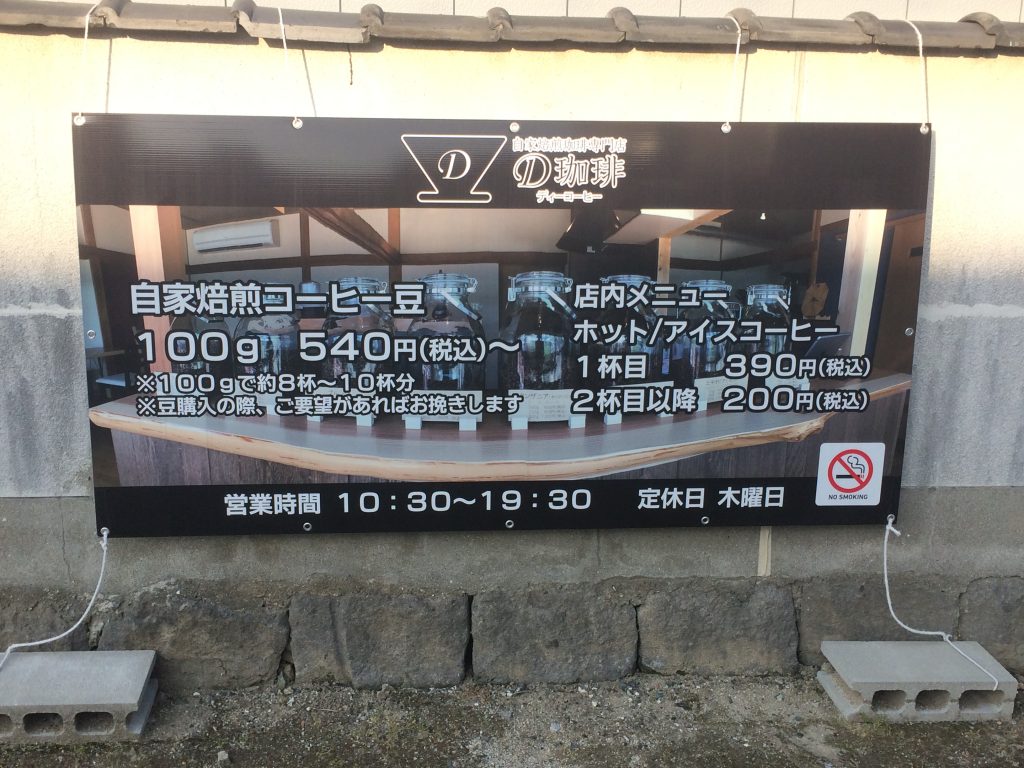 D
自家焙煎珈琲専門店
D珈琲
ディーコーヒー
自家焙煎コーヒー豆
100g 540円(税込)～
※100gで約8杯～10杯分
※豆購入の際、ご要望があればお挽きします
店内メニュー
ホット/アイスコーヒー
1杯目 390円(税込)
2杯目以降 200円(税込)
営業時間 10:30～19:30 定休日 木曜日
NO SMOKING